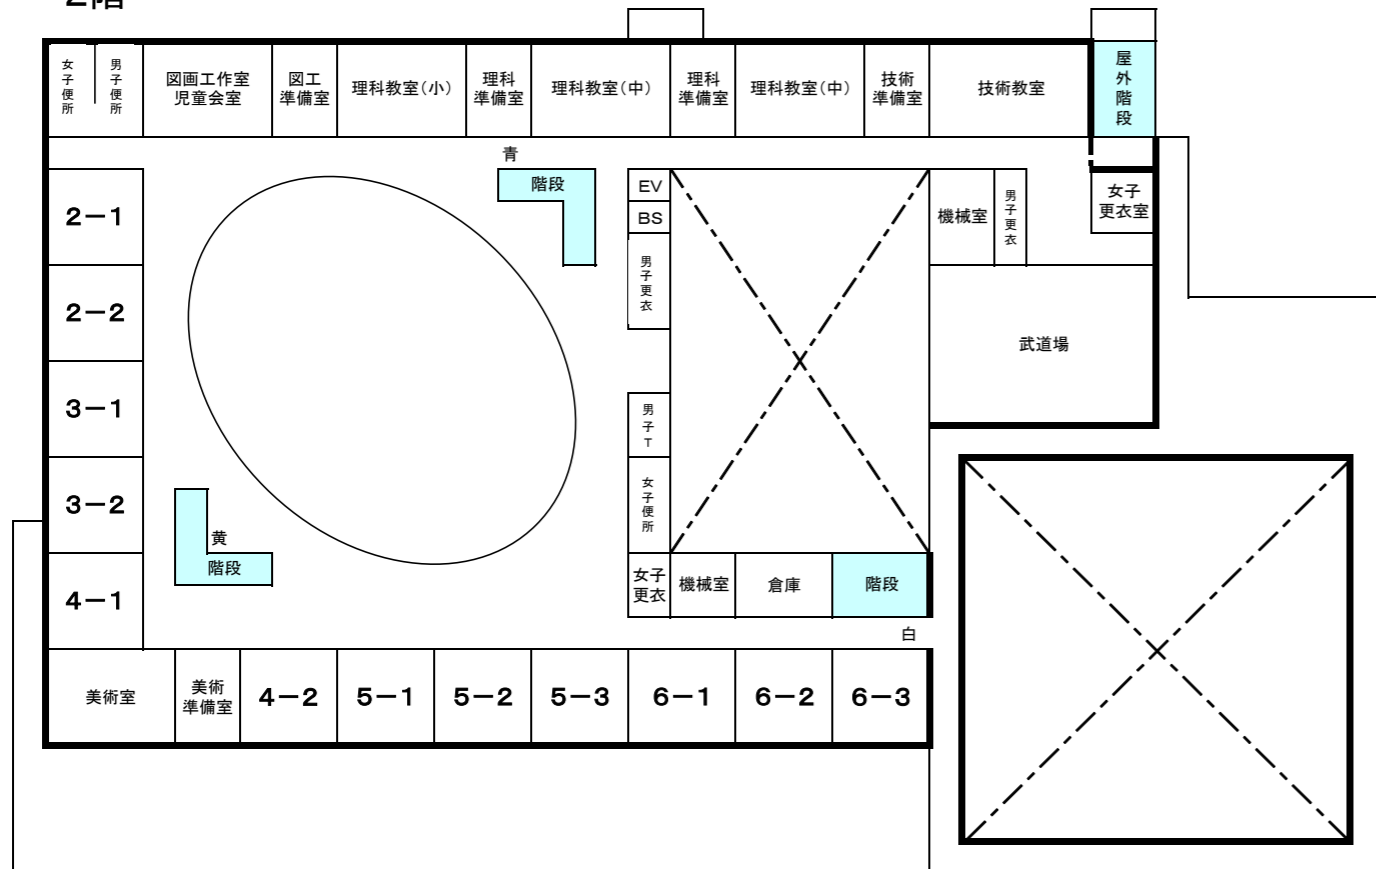 2階
女子便所
男子便所
図画工作室
児童会室
図工
準備室
理科教室(小)
理科
準備室
理科教室(中)
理科
準備室
理科教室(中)
技術
準備室
技術教室
屋外階段
青
階段
EV
BS
男子更衣
機械室
男子更衣
女子
更衣室
2－1
2－2
武道場
3－1
男子T
3－2
女子便所
黄
階段
4－1
女子
更衣
機械室
倉庫
階段
白
美術室
美術
準備室
4－2
5－1
5－2
5－3
6－1
6－2
6－3